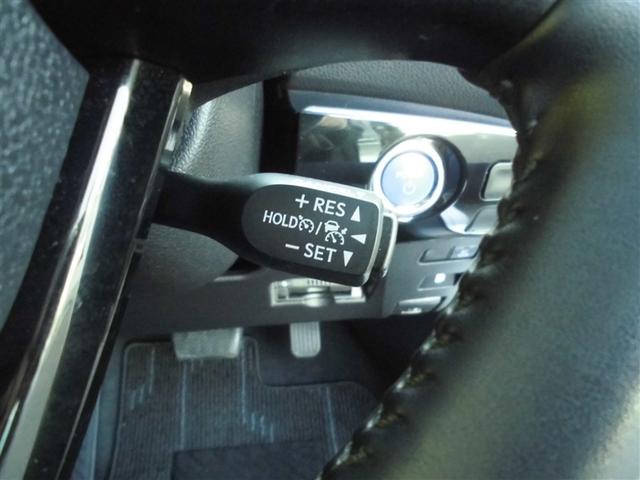 + RES ▲
HOLD / ◀
− SET ▼